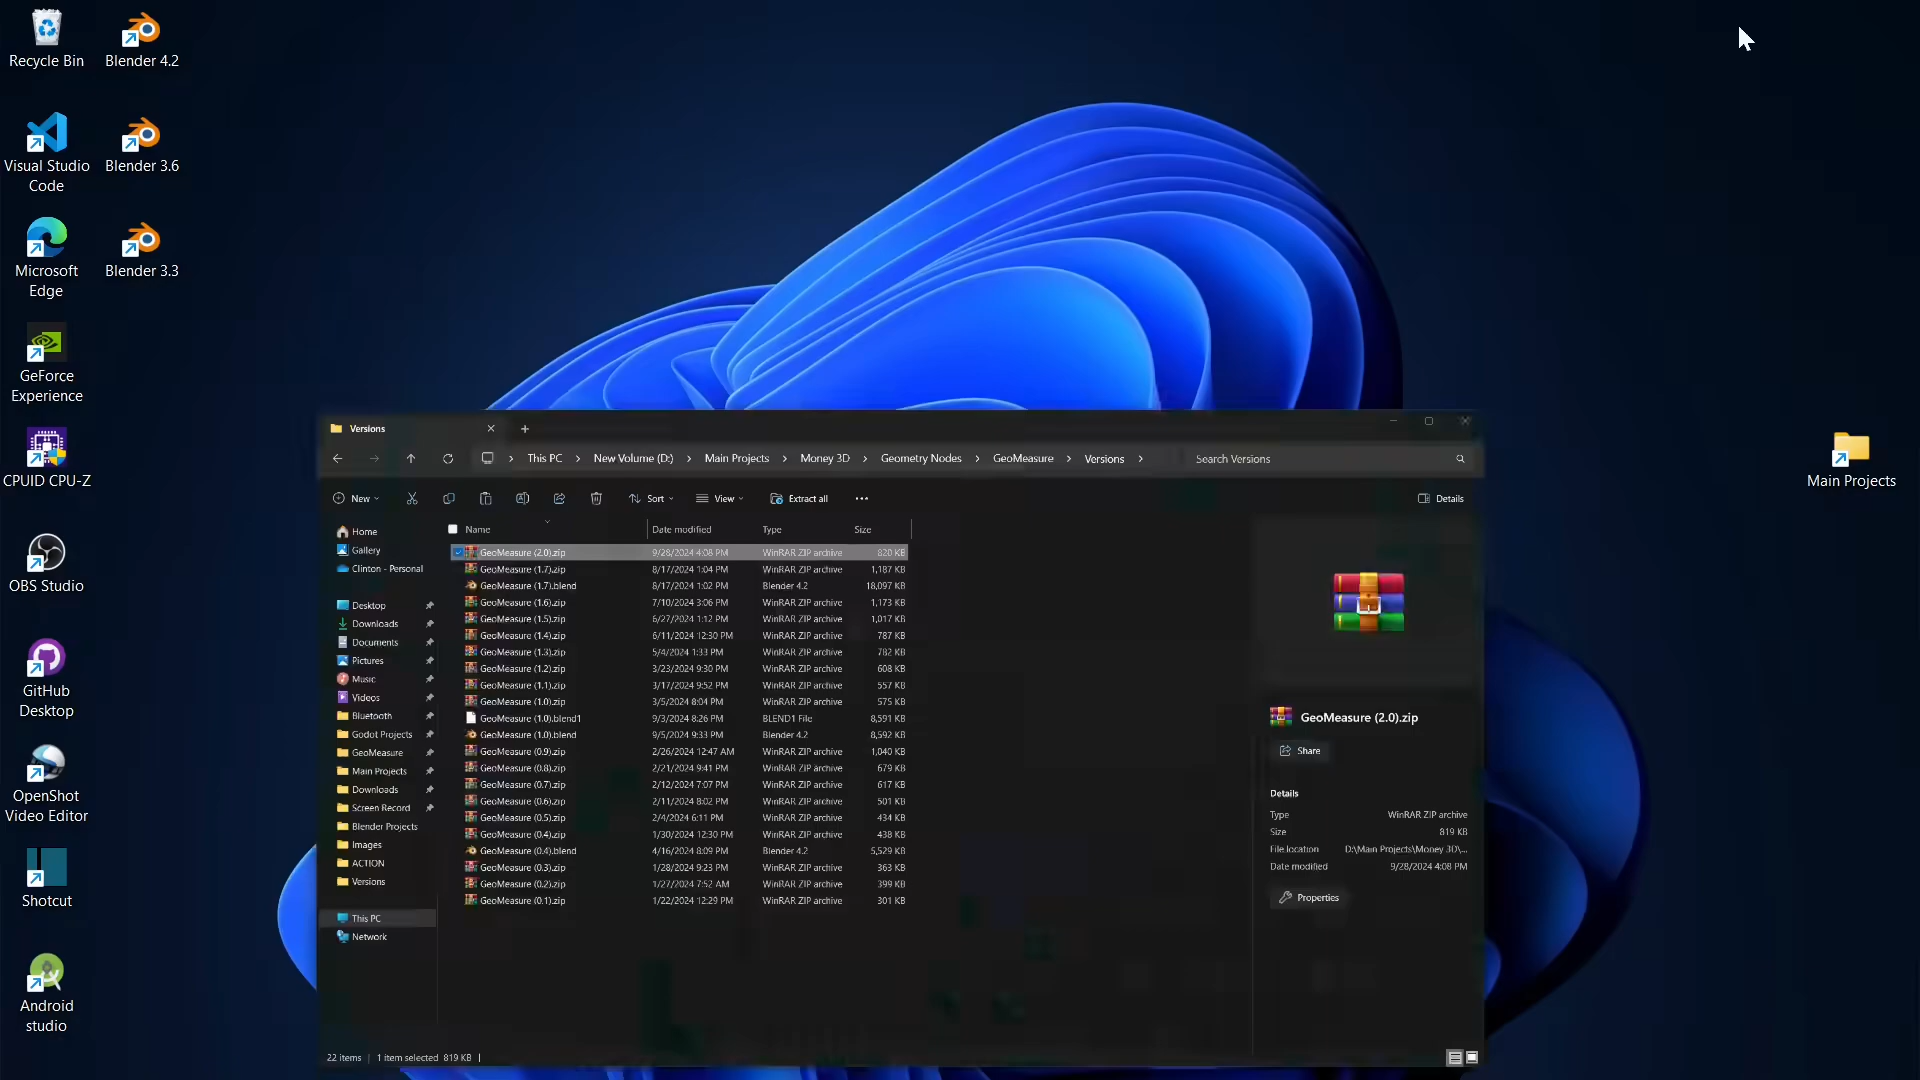 Recycle Bin
Blender 4.2
Visual Studio
Code
Blender 3.6
Microsoft
Edge
Blender 3.3
GeForce
Experience
CPUID CPU-Z
OBS Studio
GitHub
Desktop
OpenShot
Video Editor
Shotcut
Android
studio
Main Projects
Versions
This PC > New Volume (D:) > Main Projects > Money 3D > Geometry Nodes > GeoMeasure > Versions >
Search Versions
New
Sort
View
Extract all
Details
Home
Gallery
Clinton - Personal
Desktop
Downloads
Documents
Pictures
Music
Videos
Bluetooth
Godot Projects
GeoMeasure
Main Projects
Downloads
Screen Record
Blender Projects
Images
ACTION
Versions
This PC
Network
Name Date modified Type Size
GeoMeasure (2.0).zip 9/28/2024 4:08 PM WinRAR ZIP archive 820 KB
GeoMeasure (1.7).zip 8/17/2024 1:04 PM WinRAR ZIP archive 1,187 KB
GeoMeasure (1.7).blend 8/17/2024 1:02 PM Blender 4.2 18,097 KB
GeoMeasure (1.6).zip 7/10/2024 3:06 PM WinRAR ZIP archive 1,173 KB
GeoMeasure (1.5).zip 6/27/2024 1:12 PM WinRAR ZIP archive 1,017 KB
GeoMeasure (1.4).zip 6/11/2024 12:30 PM WinRAR ZIP archive 787 KB
GeoMeasure (1.3).zip 5/4/2024 1:33 PM WinRAR ZIP archive 782 KB
GeoMeasure (1.2).zip 3/23/2024 9:30 PM WinRAR ZIP archive 608 KB
GeoMeasure (1.1).zip 3/17/2024 9:52 PM WinRAR ZIP archive 557 KB
GeoMeasure (1.0).zip 3/5/2024 8:04 PM WinRAR ZIP archive 575 KB
GeoMeasure (1.0).blend1 9/3/2024 8:26 PM BLEND1 File 8,591 KB
GeoMeasure (1.0).blend 9/5/2024 9:33 PM Blender 4.2 8,592 KB
GeoMeasure (0.9).zip 2/26/2024 12:47 AM WinRAR ZIP archive 1,040 KB
GeoMeasure (0.8).zip 2/21/2024 9:41 PM WinRAR ZIP archive 679 KB
GeoMeasure (0.7).zip 2/12/2024 7:07 PM WinRAR ZIP archive 617 KB
GeoMeasure (0.6).zip 2/11/2024 8:02 PM WinRAR ZIP archive 501 KB
GeoMeasure (0.5).zip 2/4/2024 6:11 PM WinRAR ZIP archive 434 KB
GeoMeasure (0.4).zip 1/30/2024 12:30 PM WinRAR ZIP archive 438 KB
GeoMeasure (0.4).blend 4/16/2024 8:09 PM Blender 4.2 5,529 KB
GeoMeasure (0.3).zip 1/28/2024 9:23 PM WinRAR ZIP archive 363 KB
GeoMeasure (0.2).zip 1/27/2024 7:52 AM WinRAR ZIP archive 399 KB
GeoMeasure (0.1).zip 1/22/2024 12:29 PM WinRAR ZIP archive 301 KB
GeoMeasure (2.0).zip
Share
Details
Type WinRAR ZIP archive
Size 819 KB
File location D:\Main Projects\Money 3D\...
Date modified 9/28/2024 4:08 PM
Properties
22 items | 1 item selected 819 KB |